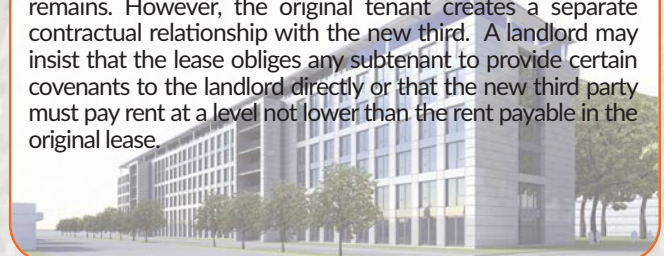 remains. However, the original tenant creates a separate
contractual relationship with the new third. A landlord may
insist that the lease obliges any subtenant to provide certain
covenants to the landlord directly or that the new third party
must pay rent at a level not lower than the rent payable in the
original lease.